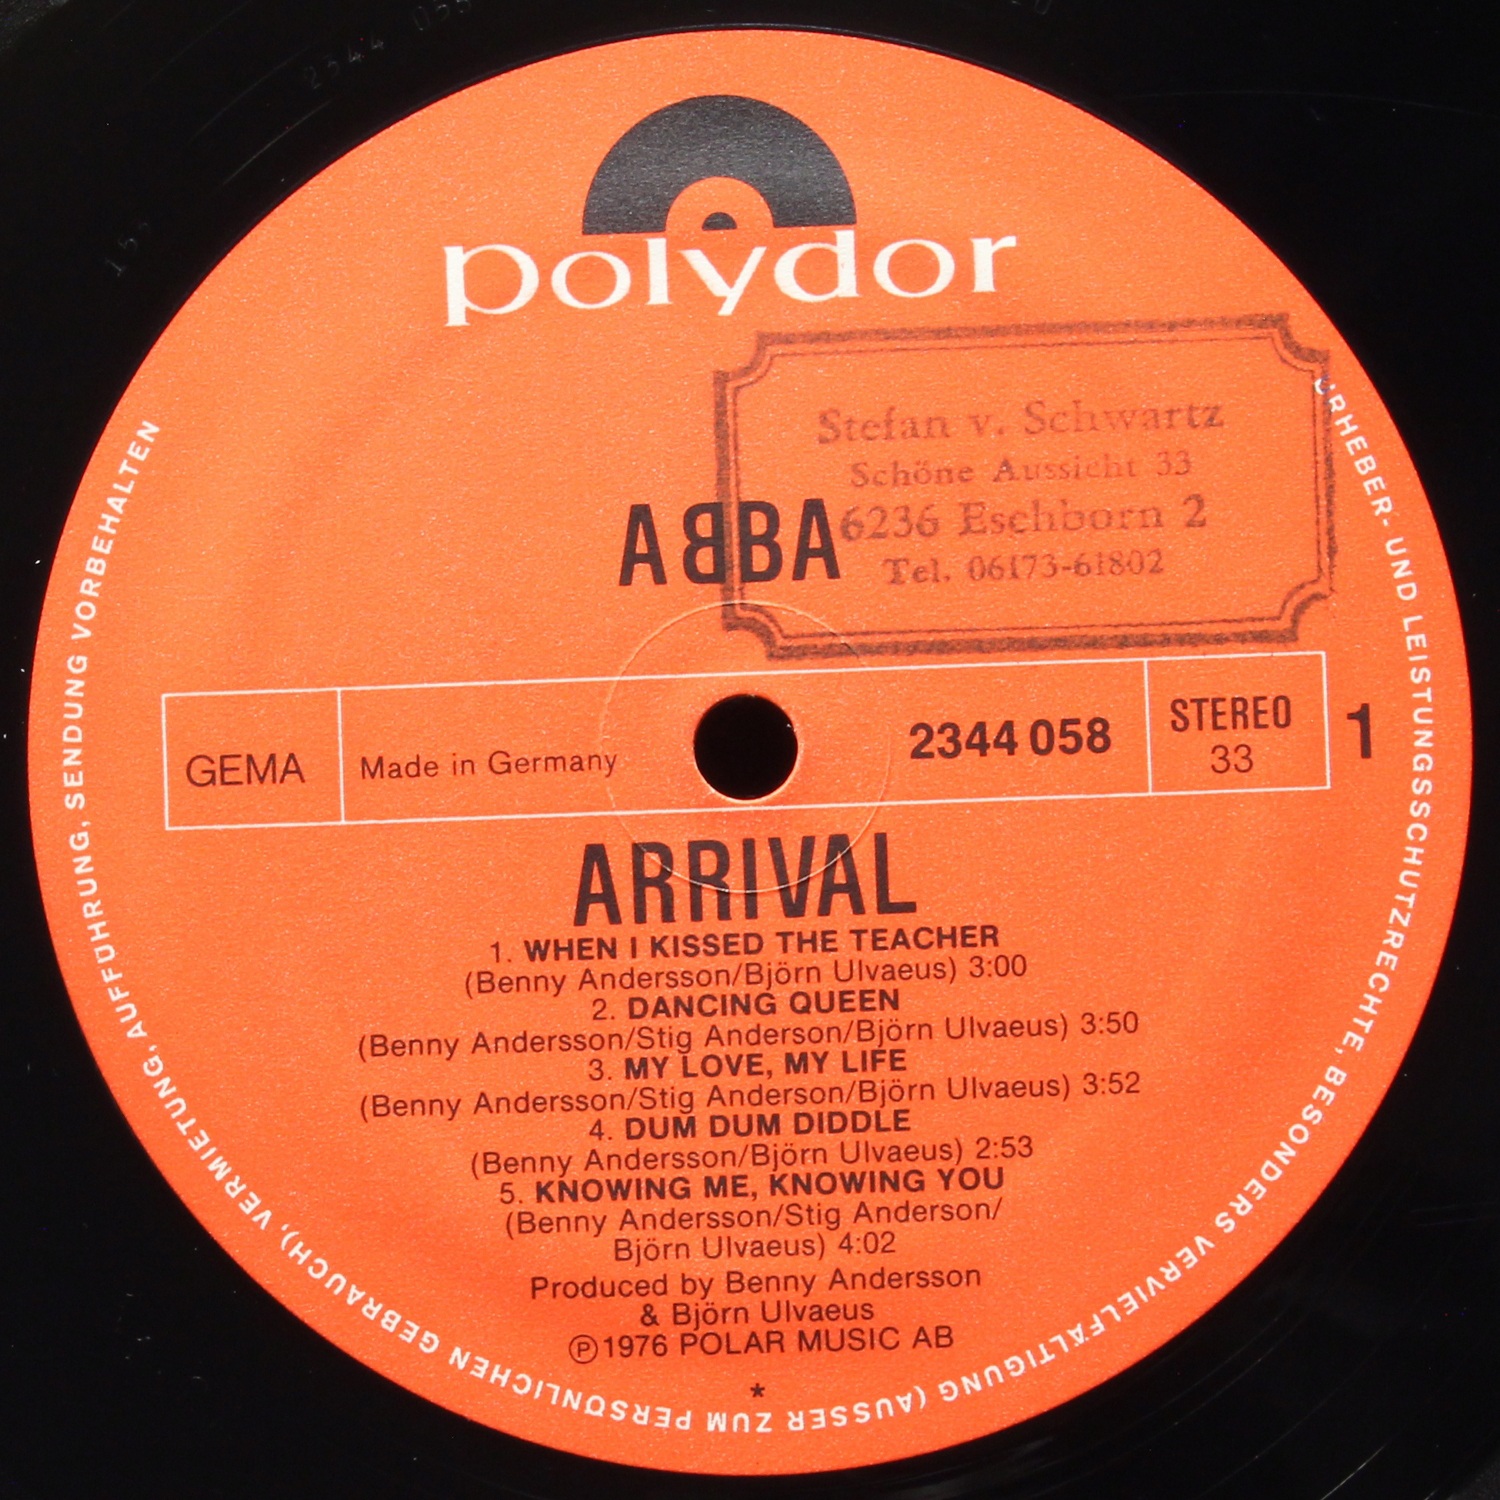 polydor
Stefan v. Schwartz
Schöne Aussicht 33
6236 Eschborn 2
Tel. 06173-61802
ABBA
GEMA
Made in Germany
2344 058
STEREO
33
1
ARRIVAL
1. WHEN I KISSED THE TEACHER
(Benny Andersson/Björn Ulvaeus) 3:00
2. DANCING QUEEN
(Benny Andersson/Stig Anderson/Björn Ulvaeus) 3:50
3. MY LOVE, MY LIFE
(Benny Andersson/Stig Anderson/Björn Ulvaeus) 3:52
4. DUM DUM DIDDLE
(Benny Andersson/Björn Ulvaeus) 2:53
5. KNOWING ME, KNOWING YOU
(Benny Andersson/Stig Anderson/
Björn Ulvaeus) 4:02
Produced by Benny Andersson
& Björn Ulvaeus
℗ 1976 POLAR MUSIC AB
*
URHEBER- UND LEISTUNGSSCHUTZRECHTE, BESONDERS VERVIELFÄLTIGUNG (AUSSER ZUM PERSÖNLICHEN GEBRAUCH), VERMIETUNG, AUFFÜHRUNG, SENDUNG VORBEHALTEN